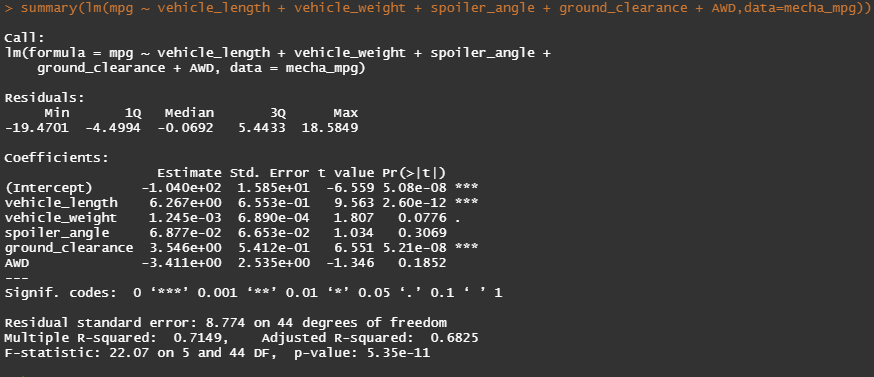 > summary(lm(mpg ~ vehicle_length + vehicle_weight + spoiler_angle + ground_clearance + AWD,data=mecha_mpg))
Call:
lm(formula = mpg ~ vehicle_length + vehicle_weight + spoiler_angle +
    ground_clearance + AWD, data = mecha_mpg)
Residuals:
     Min       1Q   Median       3Q      Max
-19.4701  -4.4994  -0.0692   5.4433  18.5849
Coefficients:
                   Estimate Std. Error t value Pr(>|t|)
(Intercept)      -1.040e+02  1.585e+01  -6.559 5.08e-08 ***
vehicle_length    6.267e+00  6.553e-01   9.563 2.60e-12 ***
vehicle_weight    1.245e-03  6.890e-04   1.807   0.0776 .
spoiler_angle     6.877e-02  6.653e-02   1.034   0.3069
ground_clearance  3.546e+00  5.412e-01   6.551 5.21e-08 ***
AWD              -3.411e+00  2.535e+00  -1.346   0.1852
---
Signif. codes:  0 ‘***’ 0.001 ‘**’ 0.01 ‘*’ 0.05 ‘.’ 0.1 ‘ ’ 1
Residual standard error: 8.774 on 44 degrees of freedom
Multiple R-squared:  0.7149,    Adjusted R-squared:  0.6825
F-statistic: 22.07 on 5 and 44 DF,  p-value: 5.35e-11